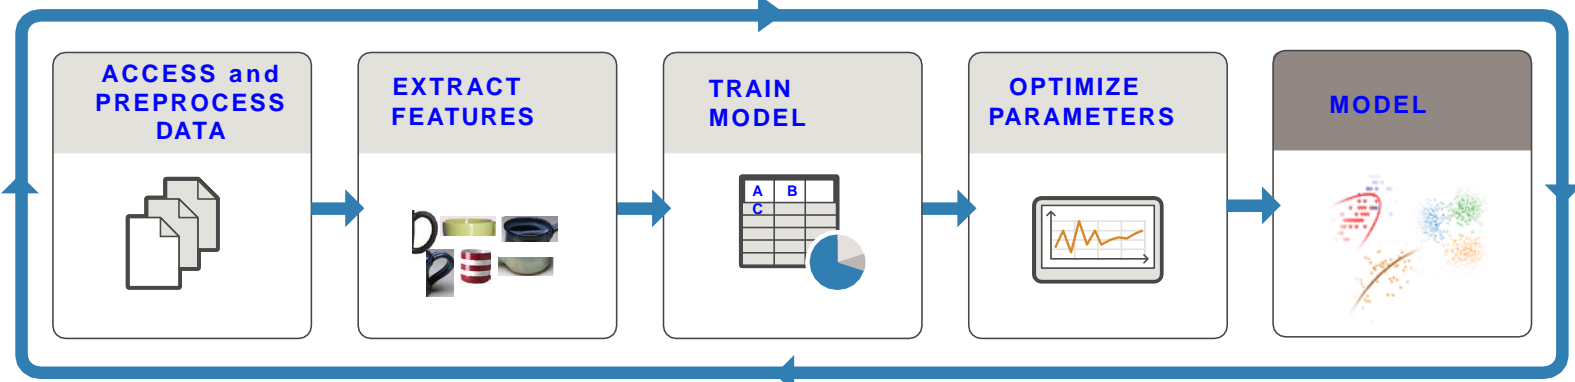 ACCESS and
PREPROCESS
DATA
EXTRACT
FEATURES
TRAIN
MODEL
OPTIMIZE
PARAMETERS
MODEL
A B
C